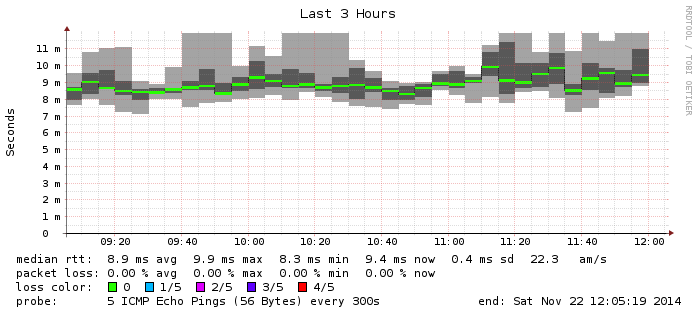 Last 3 Hours
RRDTOOL / TOBI OETIKER
Seconds
11 m
10 m
9 m
8 m
7 m
6 m
5 m
4 m
3 m
2 m
1 m
0
09:20 09:40 10:00 10:20 10:40 11:00 11:20 11:40 12:00
median rtt: 8.9 ms avg 9.9 ms max 8.3 ms min 9.4 ms now 0.4 ms sd 22.3 am/s
packet loss: 0.00 % avg 0.00 % max 0.00 % min 0.00 % now
loss color: 0 1/5 2/5 3/5 4/5
probe: 5 ICMP Echo Pings (56 Bytes) every 300s end: Sat Nov 22 12:05:19 2014